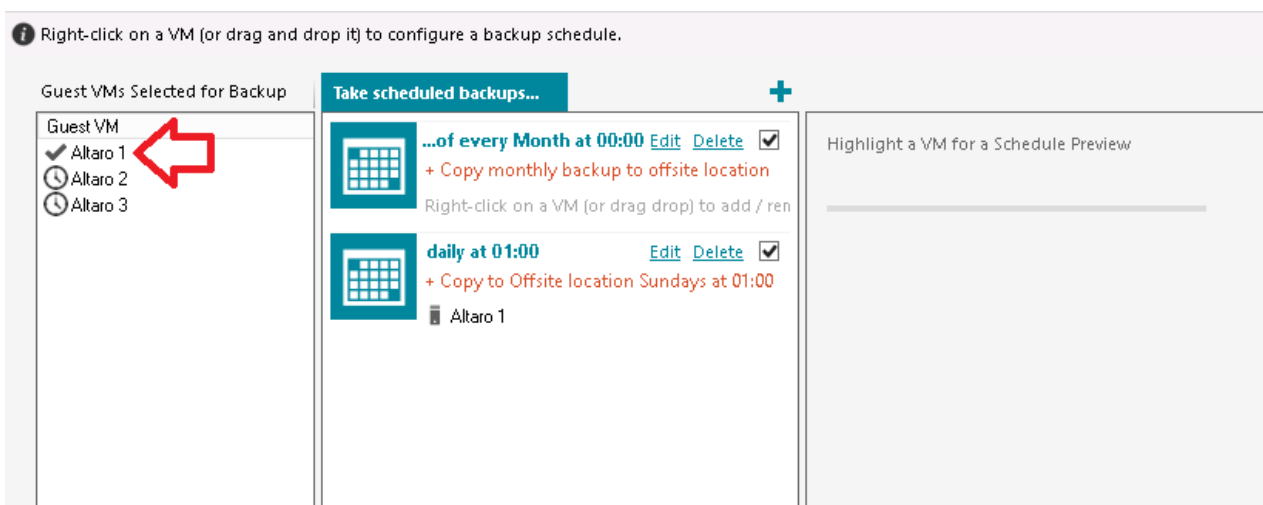 Right-click on a VM (or drag and drop it) to configure a backup schedule.
Guest VMs Selected for Backup
Guest VM
Altaro 1
Altaro 2
Altaro 3
Take scheduled backups...
...of every Month at 00:00 Edit Delete
+ Copy monthly backup to offsite location
Right-click on a VM (or drag drop) to add / ren
daily at 01:00 Edit Delete
+ Copy to Offsite location Sundays at 01:00
Altaro 1
Highlight a VM for a Schedule Preview